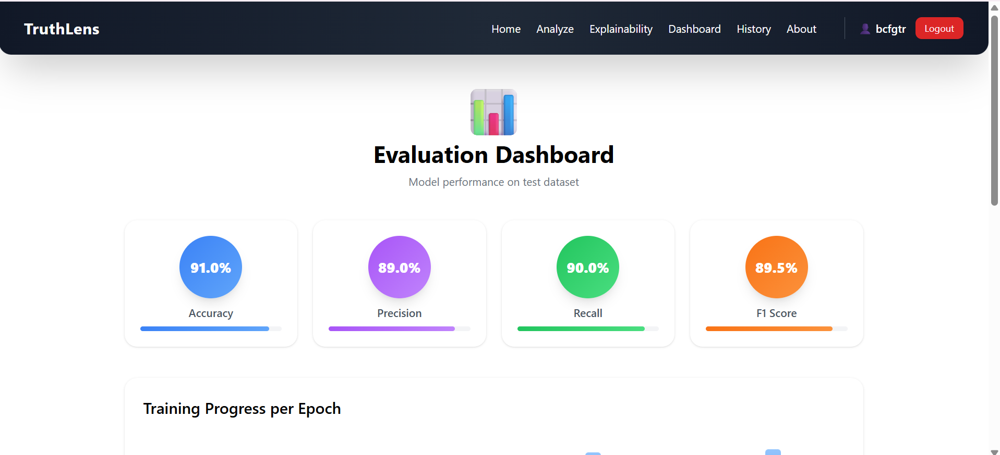 TruthLens Home Analyze Explainability Dashboard History About bcfgtr Logout
Evaluation Dashboard
Model performance on test dataset
91.0% 89.0% 90.0% 89.5%
Accuracy Precision Recall F1 Score
Training Progress per Epoch